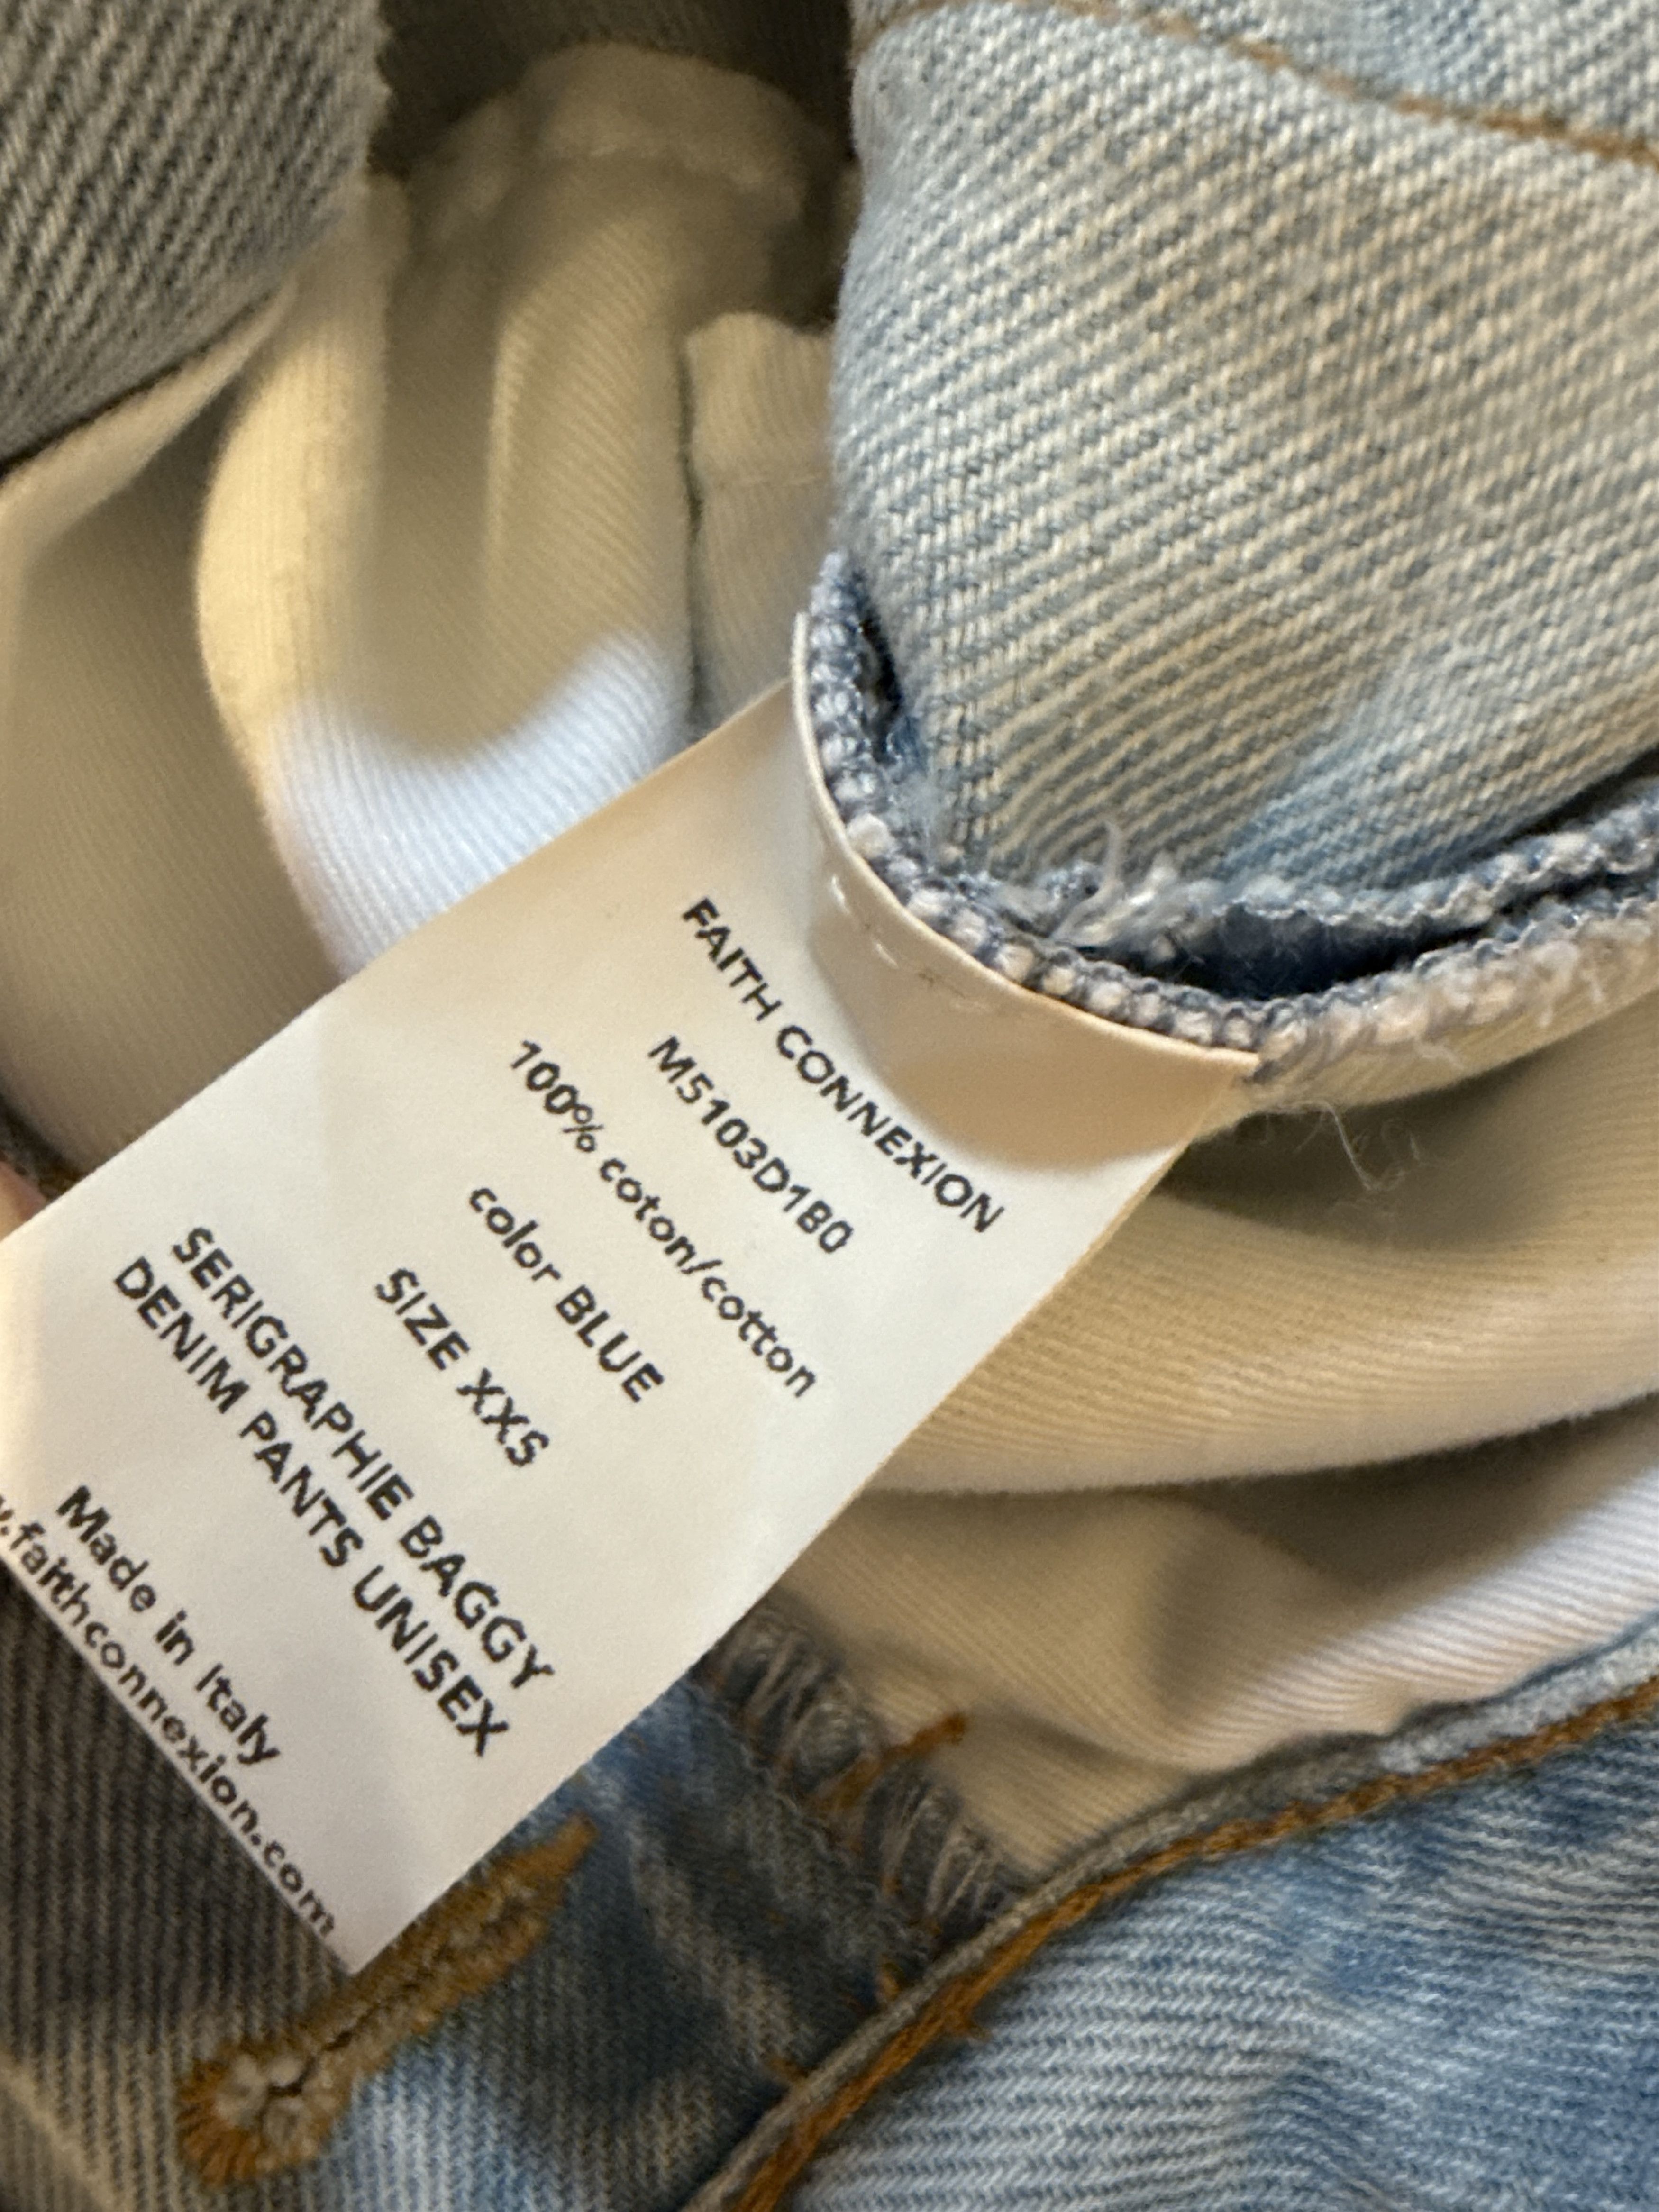 FAITH CONNEXION
M5103D180
100% coton/cotton
color BLUE
SIZE XXS
SERIGRAPHIE BAGGY
DENIM PANTS UNISEX
Made in Italy
.faithconnexion.com